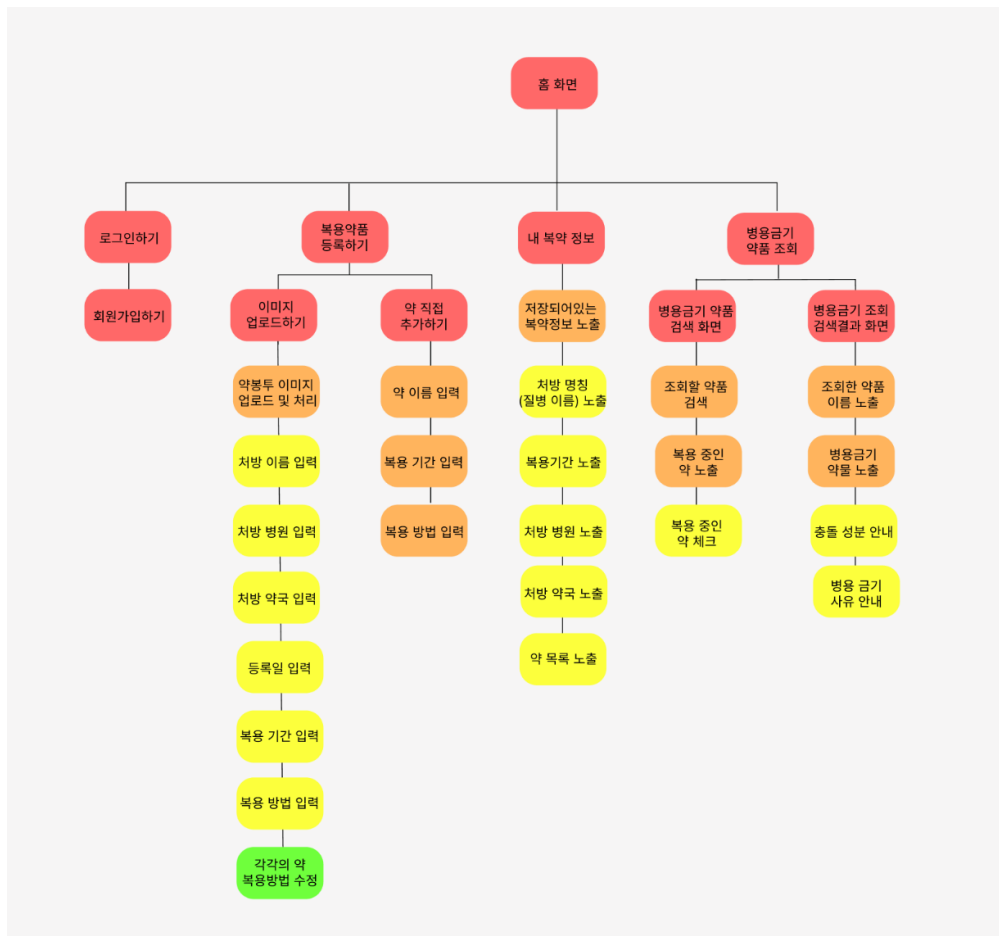 홈 화면
로그인하기
복용약품
등록하기
내 복약 정보
병용금기
약품 조회
회원가입하기
이미지
업로드하기
약 직접
추가하기
저장되어있는
복약정보 노출
병용금기 약품
검색 화면
병용금기 조회
검색결과 화면
약봉투 이미지
업로드 및 처리
약 이름 입력
처방 명칭
(질병 이름) 노출
조회할 약품
검색
조회한 약품
이름 노출
처방 이름 입력
복용 기간 입력
복용기간 노출
복용 중인
약 노출
병용금기
약물 노출
처방 병원 입력
복용 방법 입력
처방 병원 노출
복용 중인
약 체크
충돌 성분 안내
처방 약국 입력
처방 약국 노출
병용 금기
사유 안내
등록일 입력
약 목록 노출
복용 기간 입력
복용 방법 입력
각각의 약
복용방법 수정